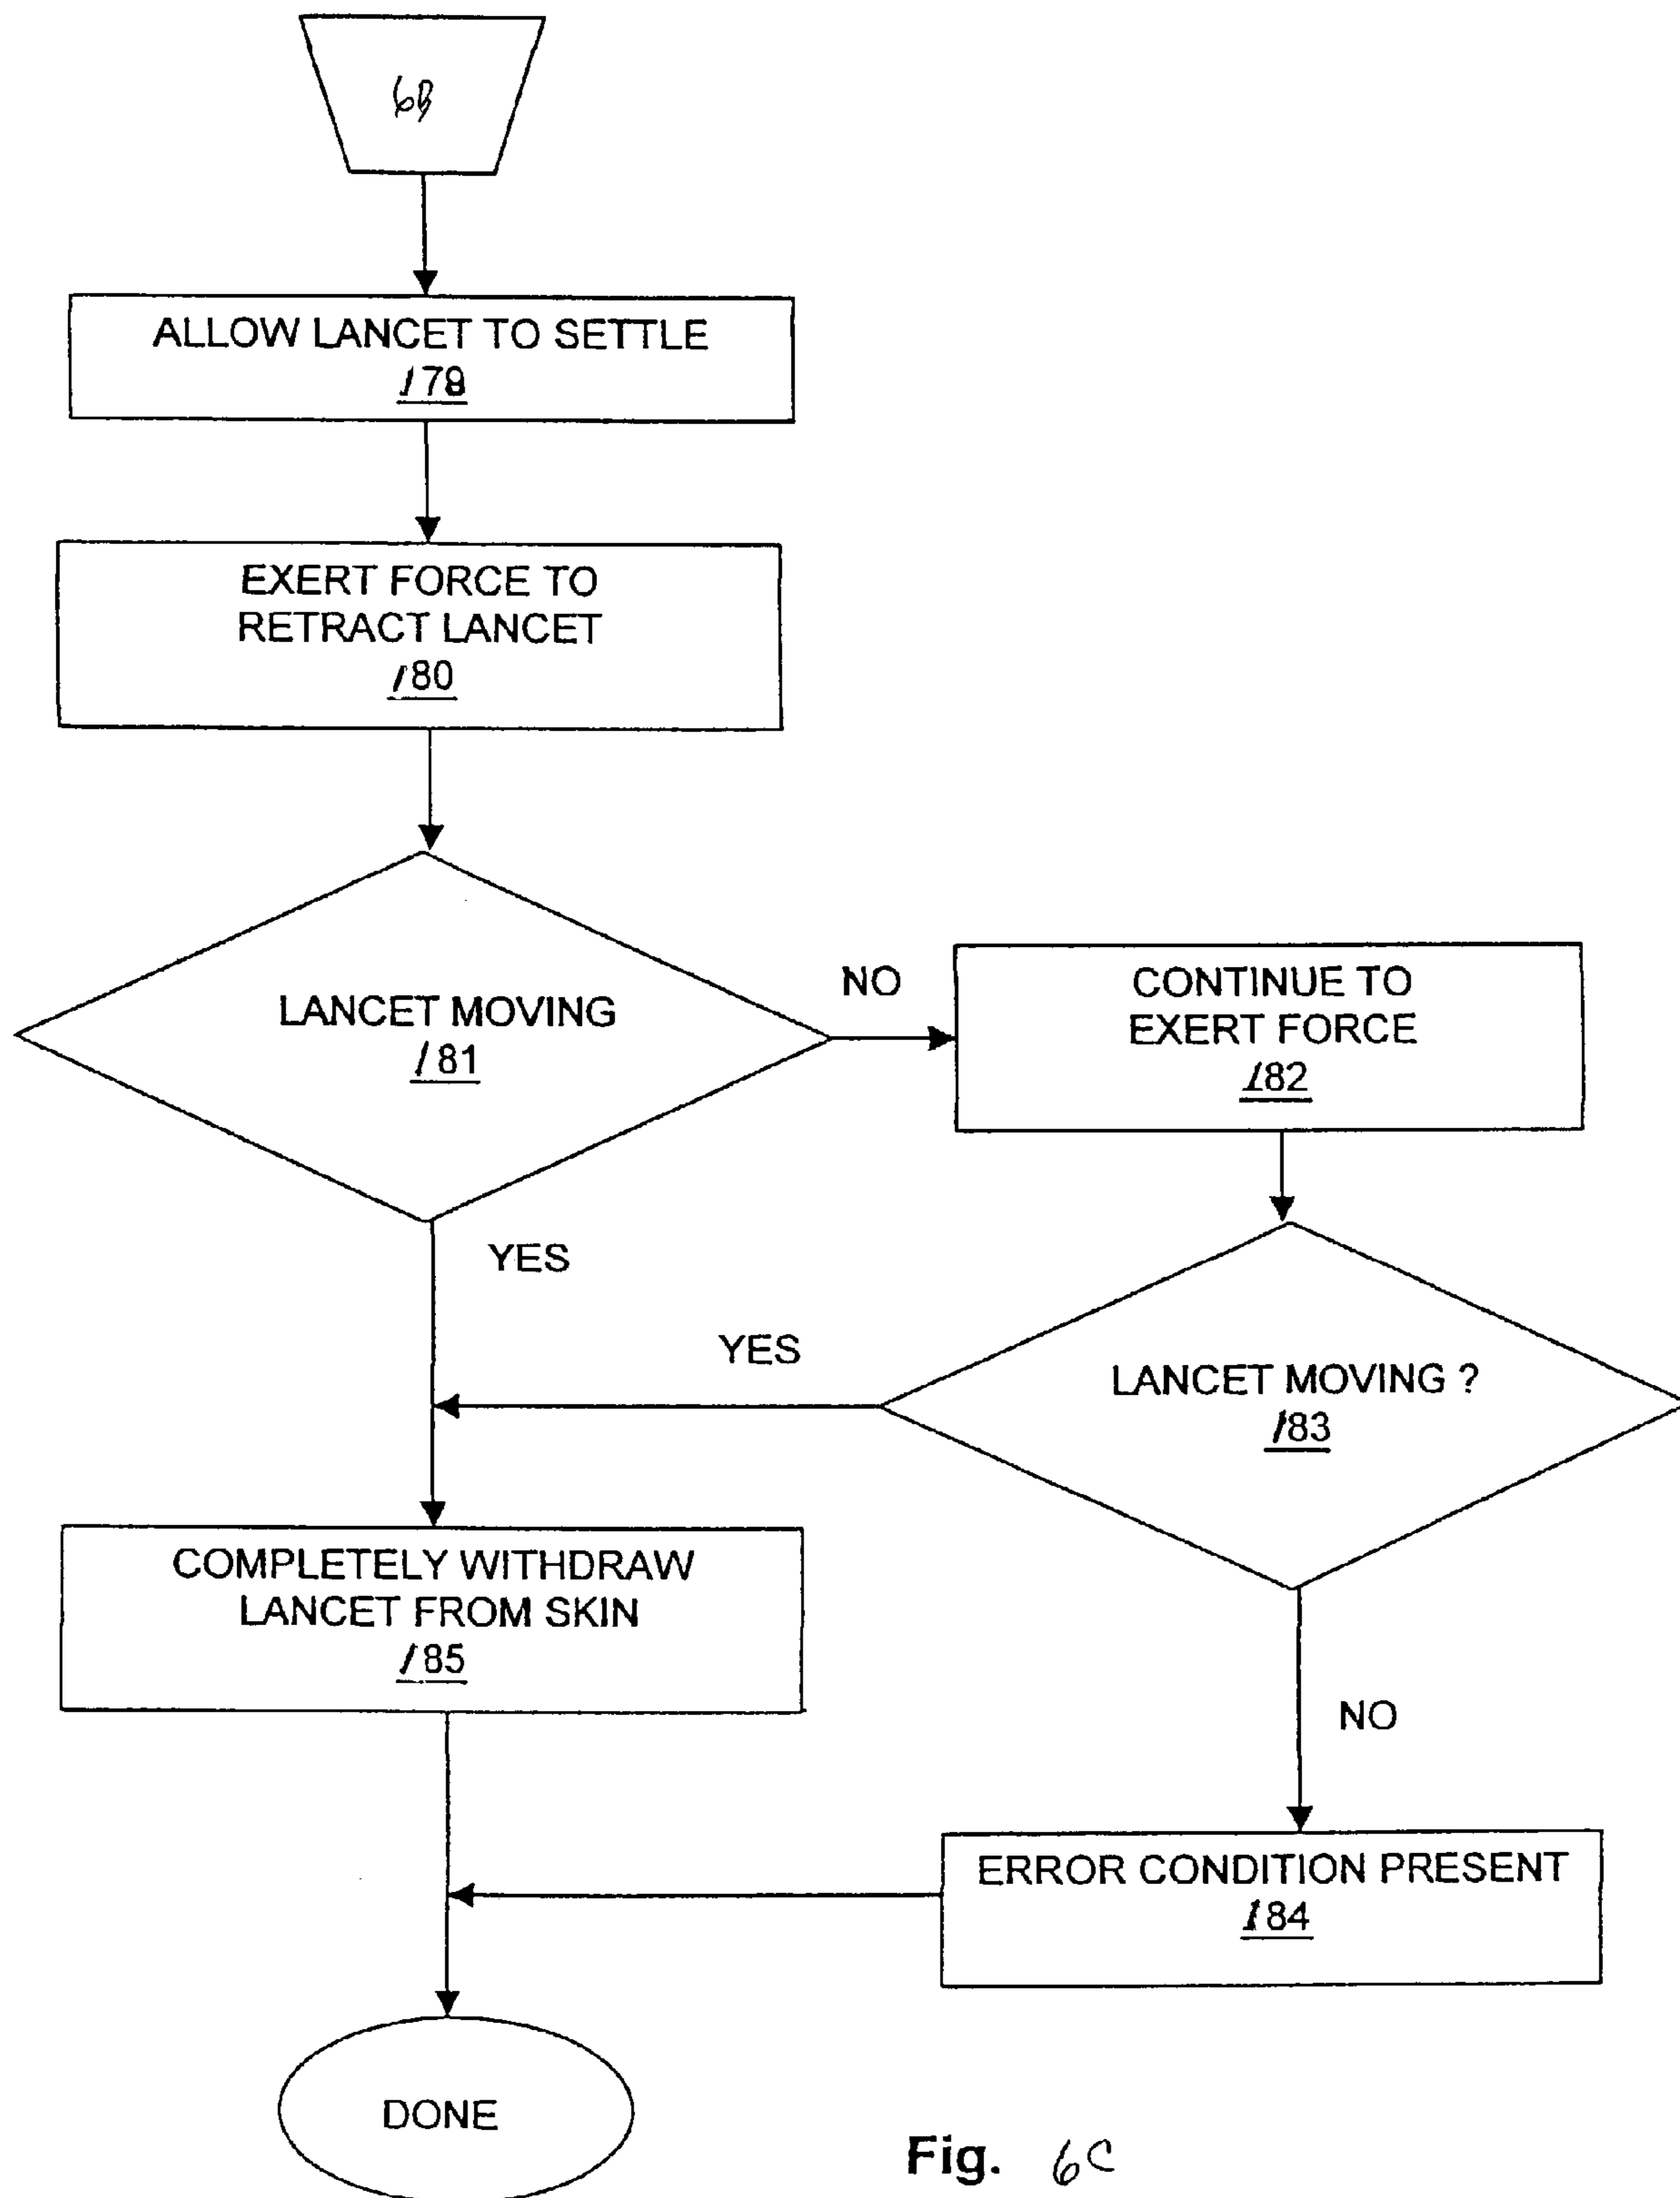 6B
ALLOW LANCET TO SETTLE
179
EXERT FORCE TO
RETRACT LANCET
180
LANCET MOVING
181
NO
CONTINUE TO
EXERT FORCE
182
YES
YES
LANCET MOVING ?
183
COMPLETELY WITHDRAW
LANCET FROM SKIN
185
NO
ERROR CONDITION PRESENT
184
DONE
Fig. 6C